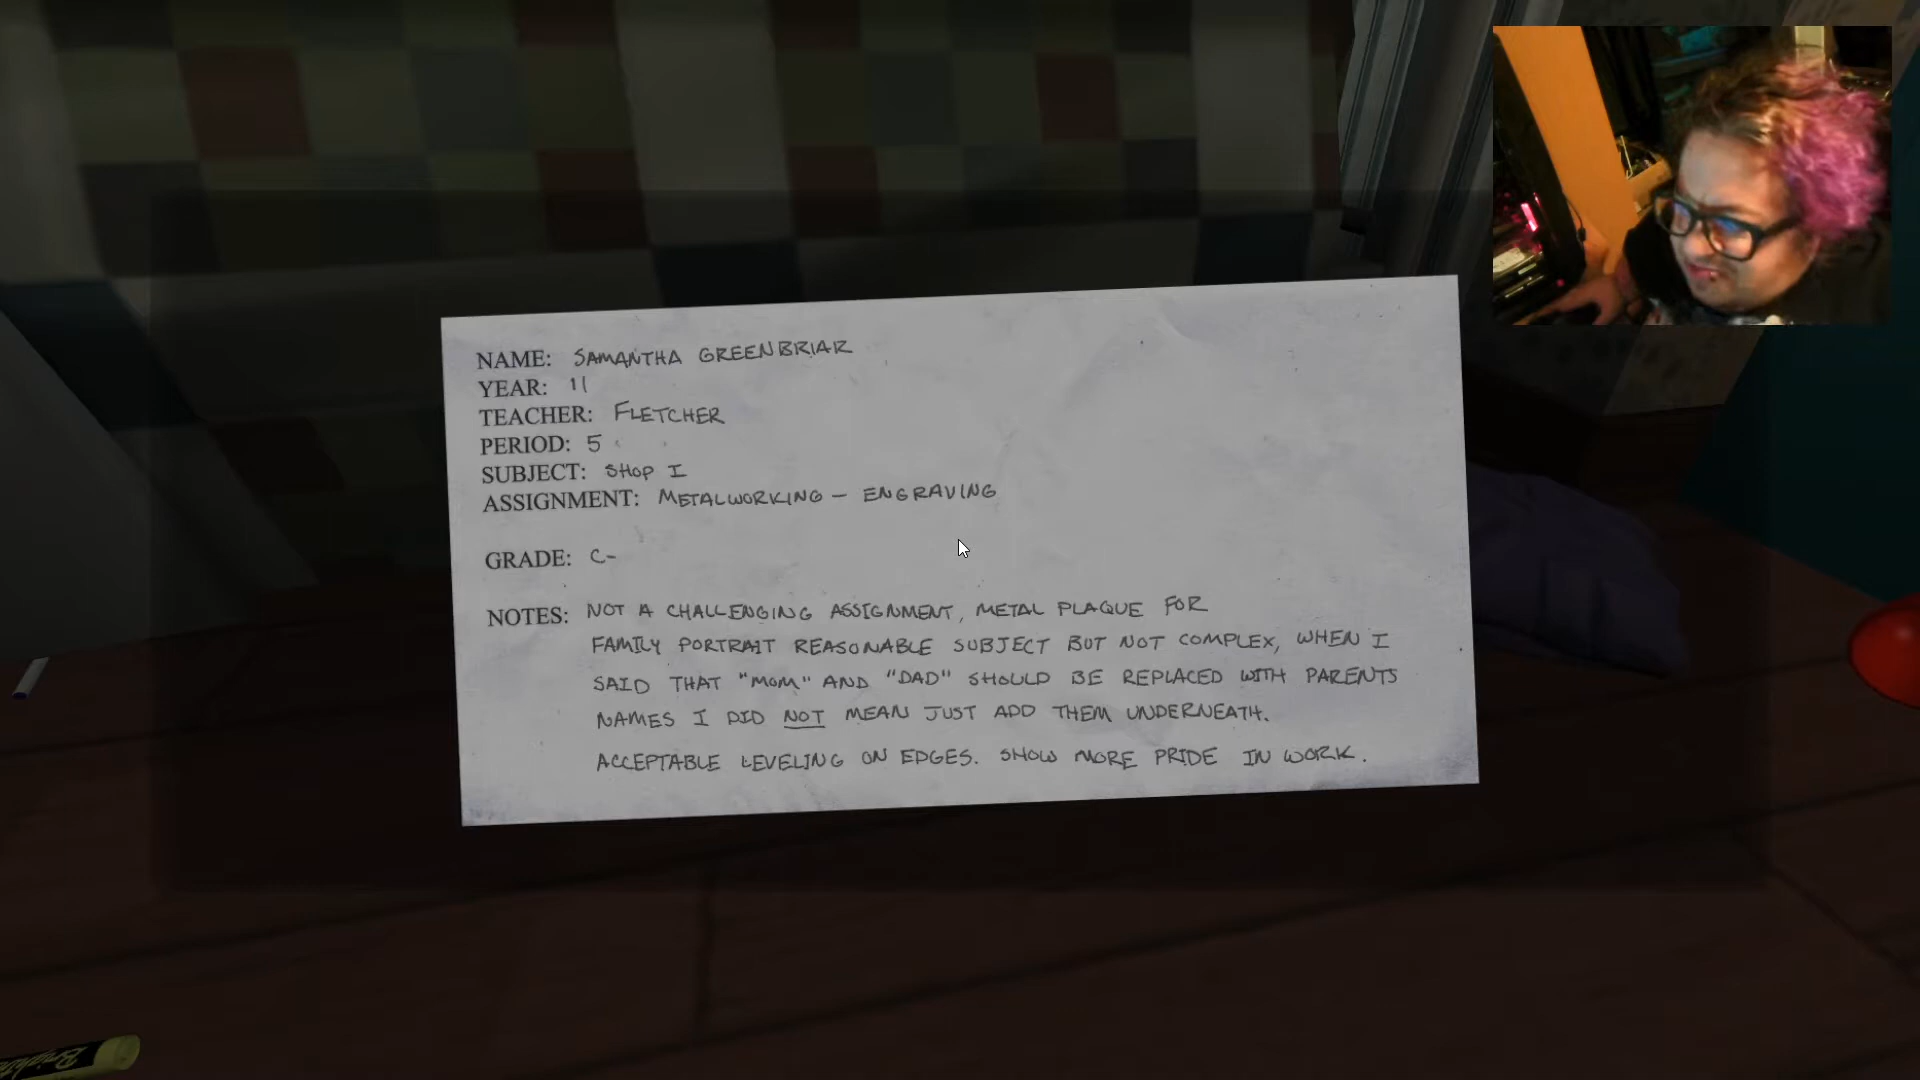 NAME: SAMANTHA GREENBRIAR
YEAR: 11
TEACHER: FLETCHER
PERIOD: 5
SUBJECT: SHOP I
ASSIGNMENT: METALWORKING - ENGRAVING
GRADE: C-
NOTES: NOT A CHALLENGING ASSIGNMENT, METAL PLAQUE FOR
FAMILY PORTRAIT REASONABLE SUBJECT BUT NOT COMPLEX, WHEN I
SAID THAT "MOM" AND "DAD" SHOULD BE REPLACED WITH PARENTS
NAMES I DID NOT MEAN JUST ADD THEM UNDERNEATH.
ACCEPTABLE LEVELING ON EDGES. SHOW MORE PRIDE IN WORK.